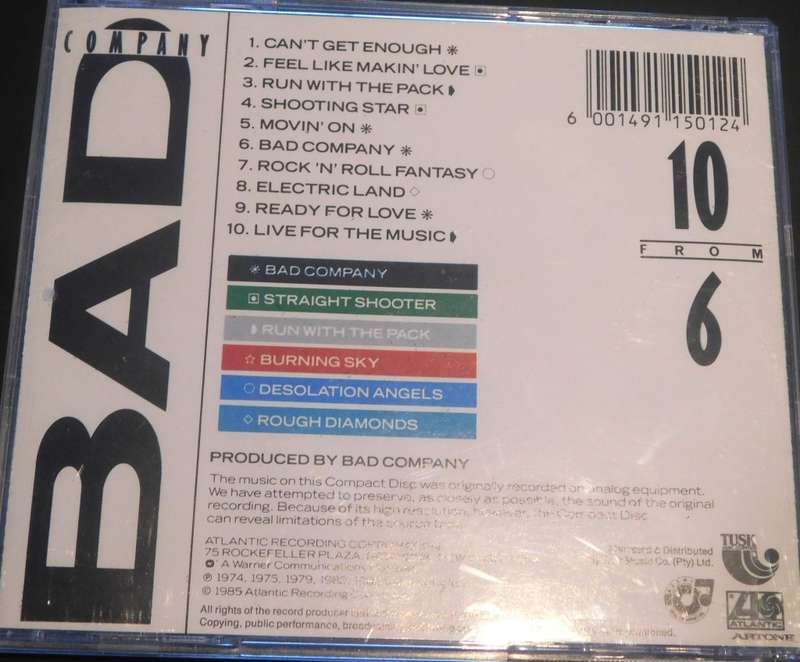 BAD
COMPANY
1. CAN'T GET ENOUGH ✳
2. FEEL LIKE MAKIN' LOVE
3. RUN WITH THE PACK
4. SHOOTING STAR
5. MOVIN' ON ✳
6. BAD COMPANY ✳
7. ROCK 'N' ROLL FANTASY ○
8. ELECTRIC LAND ◇
9. READY FOR LOVE ✳
10. LIVE FOR THE MUSIC
✳ BAD COMPANY
STRAIGHT SHOOTER
RUN WITH THE PACK
☆ BURNING SKY
○ DESOLATION ANGELS
◇ ROUGH DIAMONDS
6 001491 150124
10
FROM
6
PRODUCED BY BAD COMPANY
The music on this Compact Disc was originally recorded on analog equipment.
We have attempted to preserve, as closely as possible, the sound of the original
recording. Because of its high resolution, the Compact Disc
can reveal limitations of the source tape.
ATLANTIC RECORDING
75 ROCKEFELLER PLAZA,
A Warner Communications
℗ 1974, 1975, 1979,
© 1985 Atlantic Recording
All rights of the record producer
Copying, public performance,
& Distributed
Music Co. (Pty) Ltd.
TUSK
ATLANTIC
ARTONE